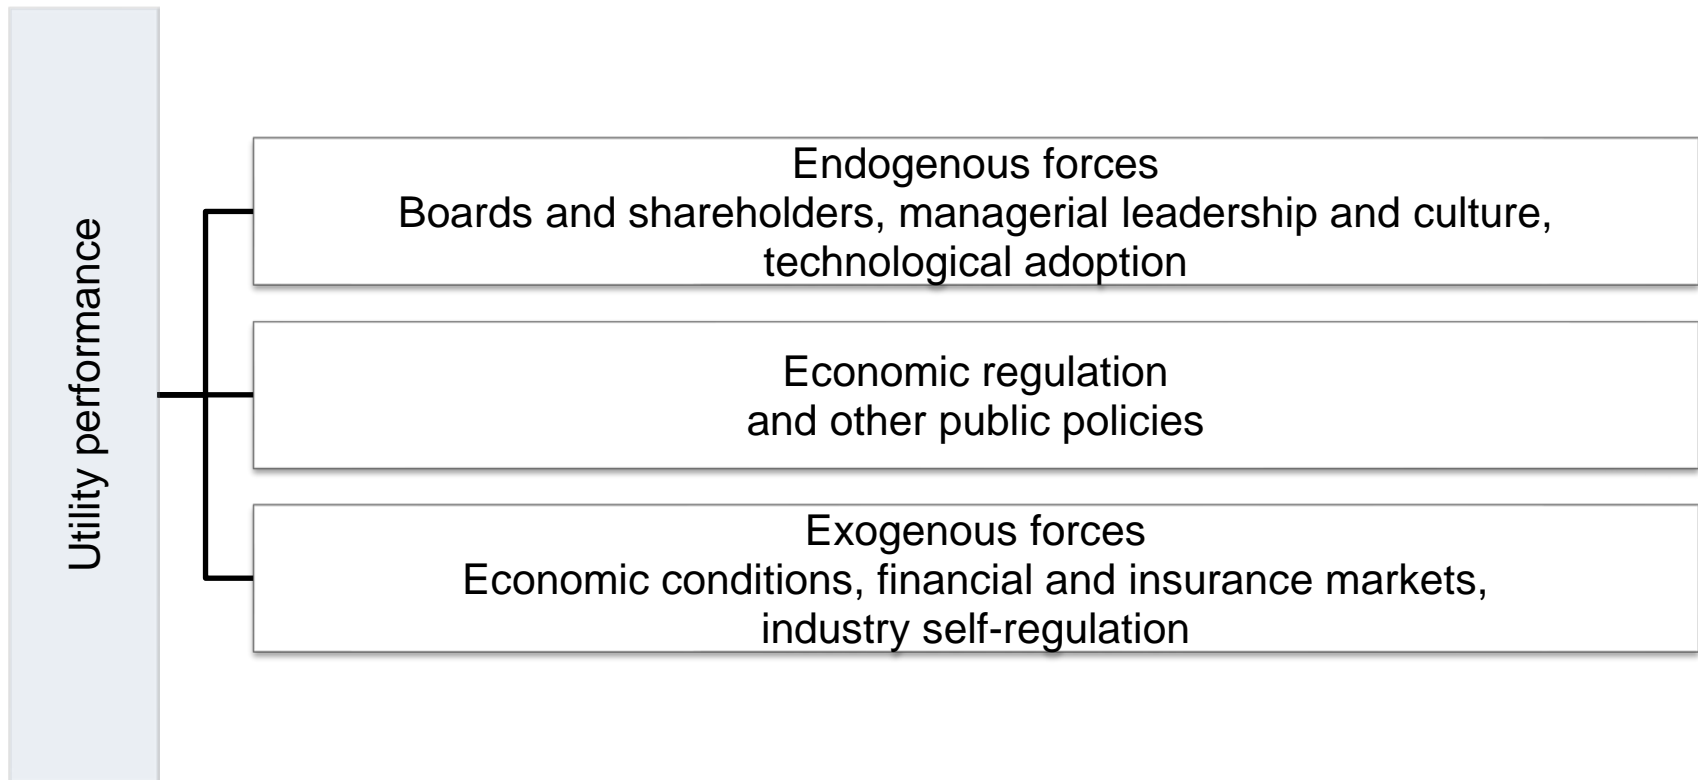 Utility performance
Endogenous forces
Boards and shareholders, managerial leadership and culture,
technological adoption
Economic regulation
and other public policies
Exogenous forces
Economic conditions, financial and insurance markets,
industry self-regulation